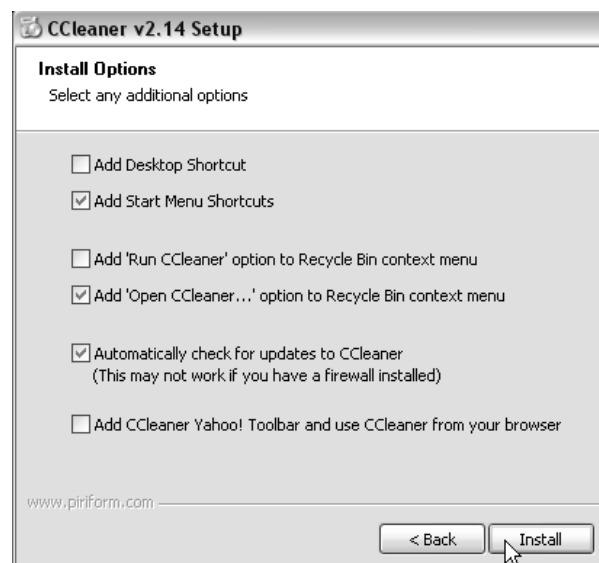 CCleaner v2.14 Setup
Install Options
Select any additional options
Add Desktop Shortcut
Add Start Menu Shortcuts
Add 'Run CCleaner' option to Recycle Bin context menu
Add 'Open CCleaner...' option to Recycle Bin context menu
Automatically check for updates to CCleaner
(This may not work if you have a firewall installed)
Add CCleaner Yahoo! Toolbar and use CCleaner from your browser
www.piriform.com
< Back Install